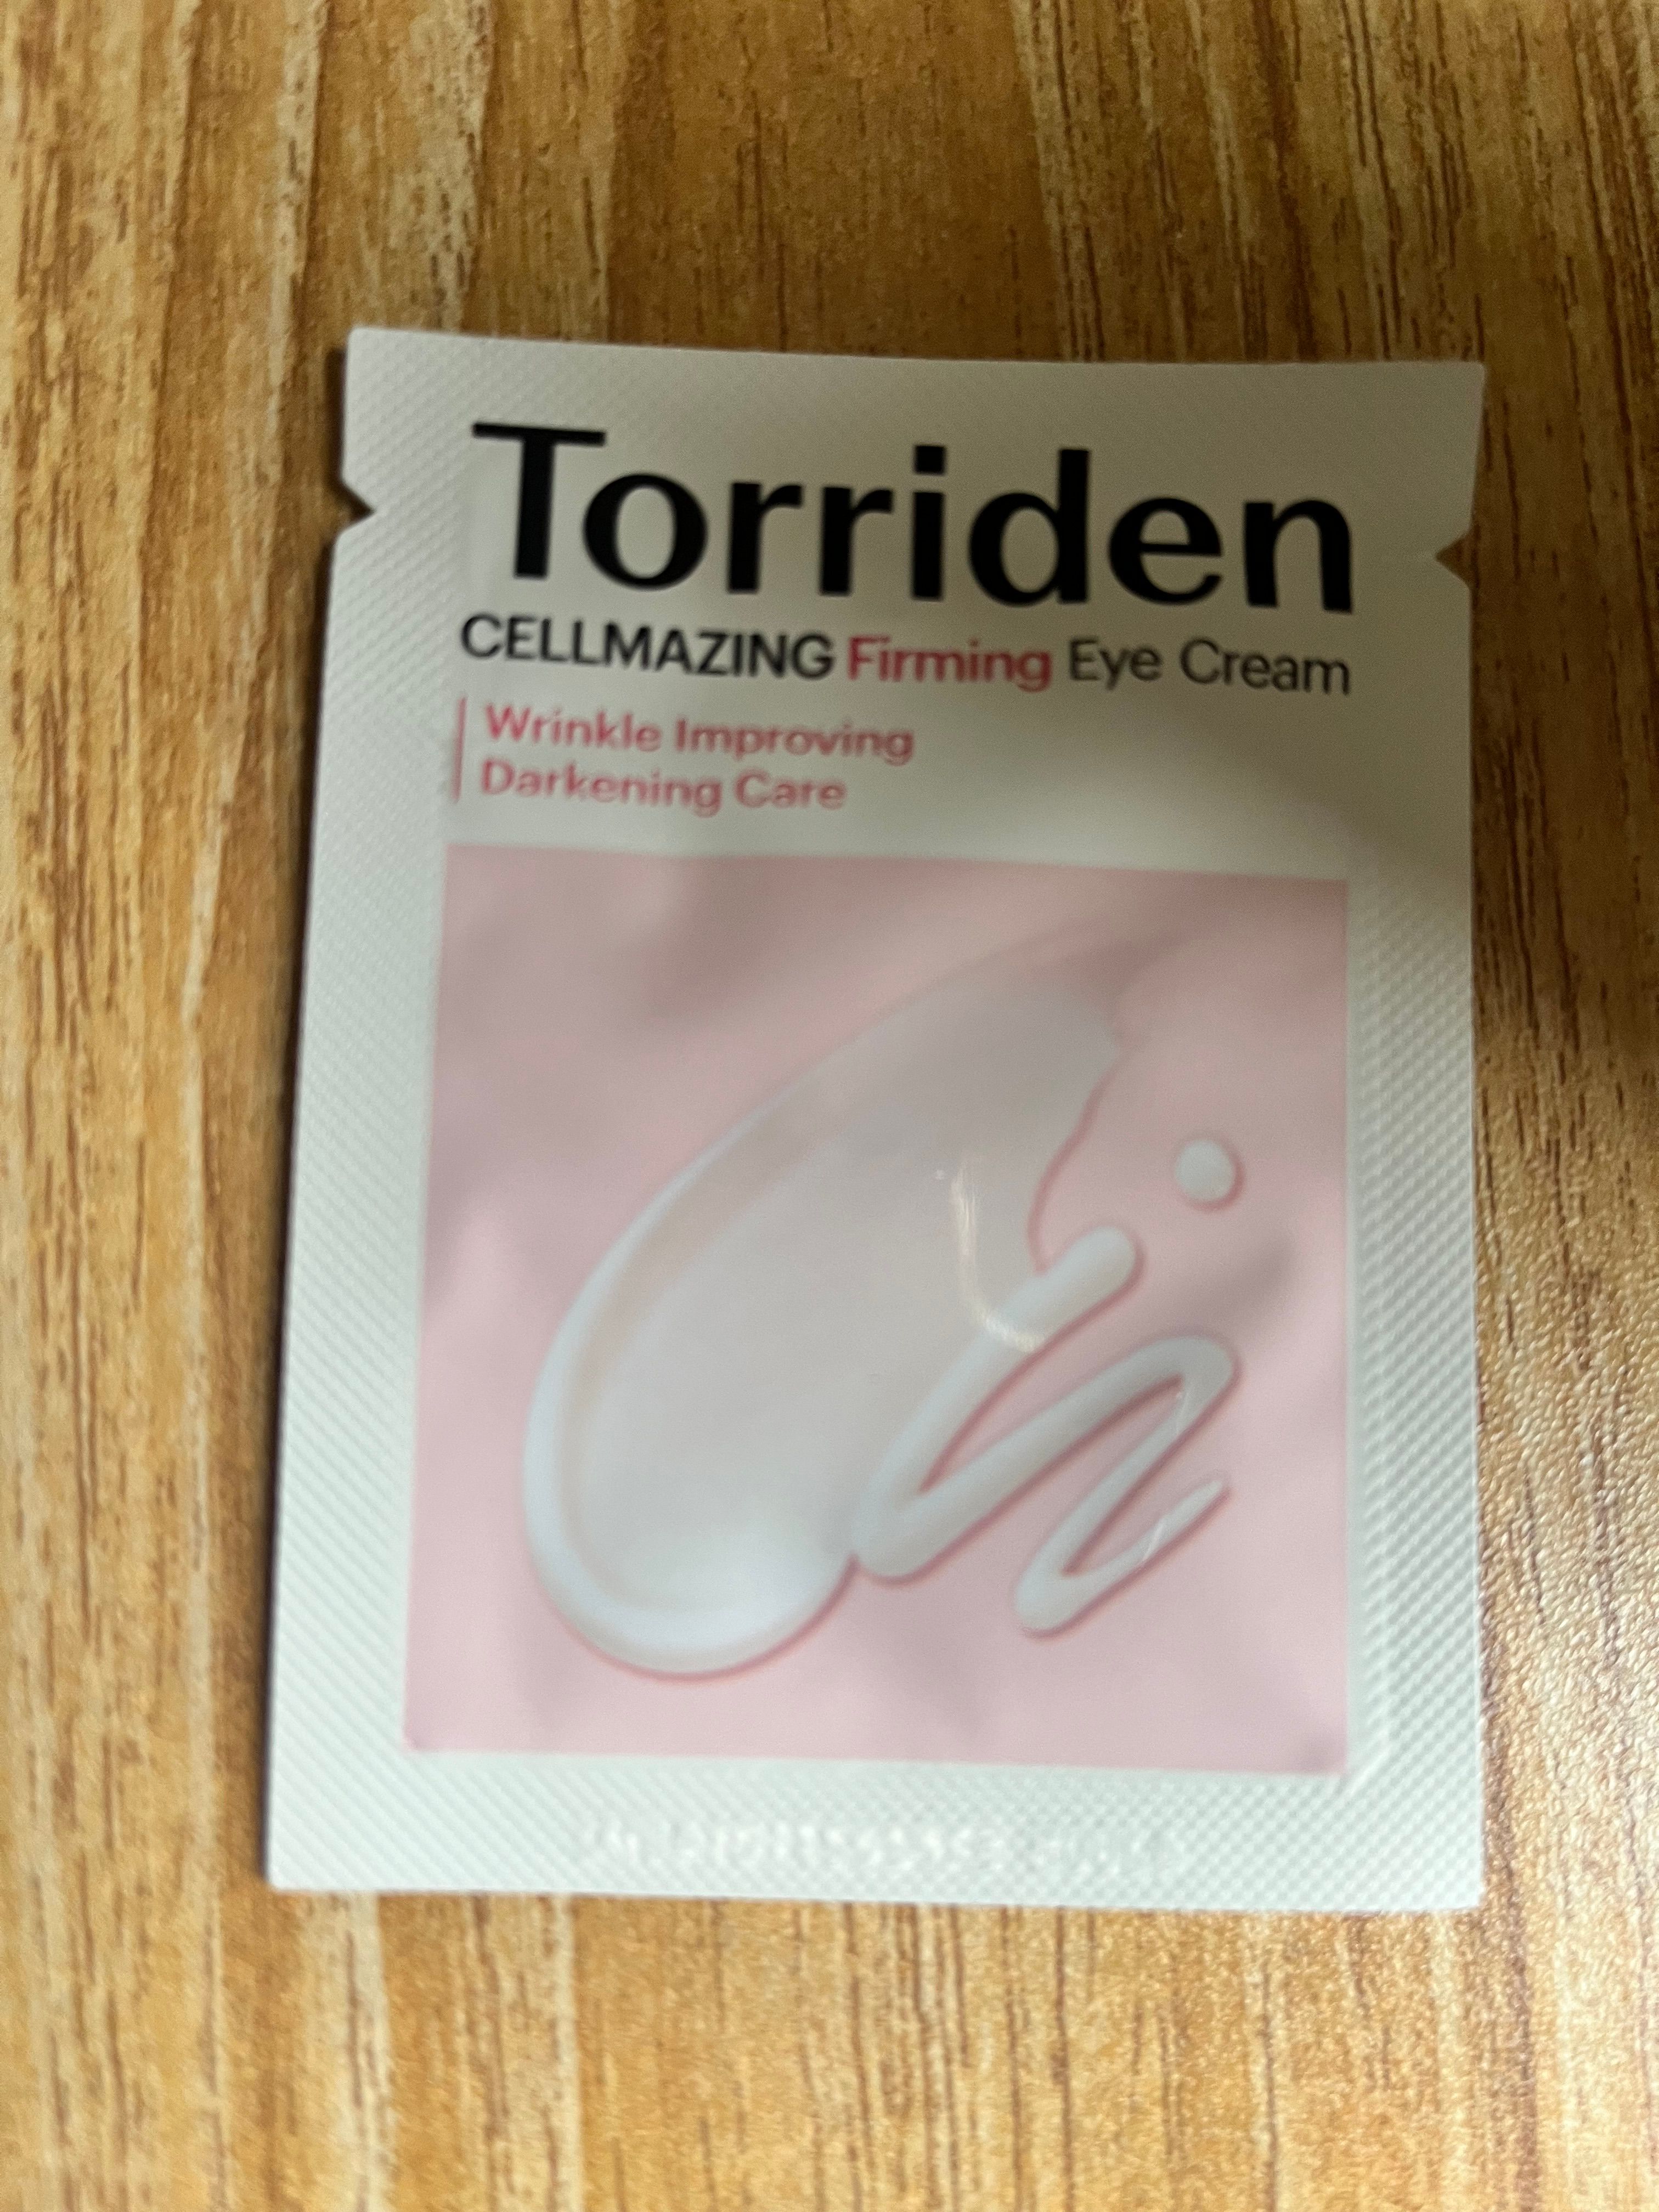 Torriden
CELLMAZING Firming Eye Cream
Wrinkle Improving
Darkening Care